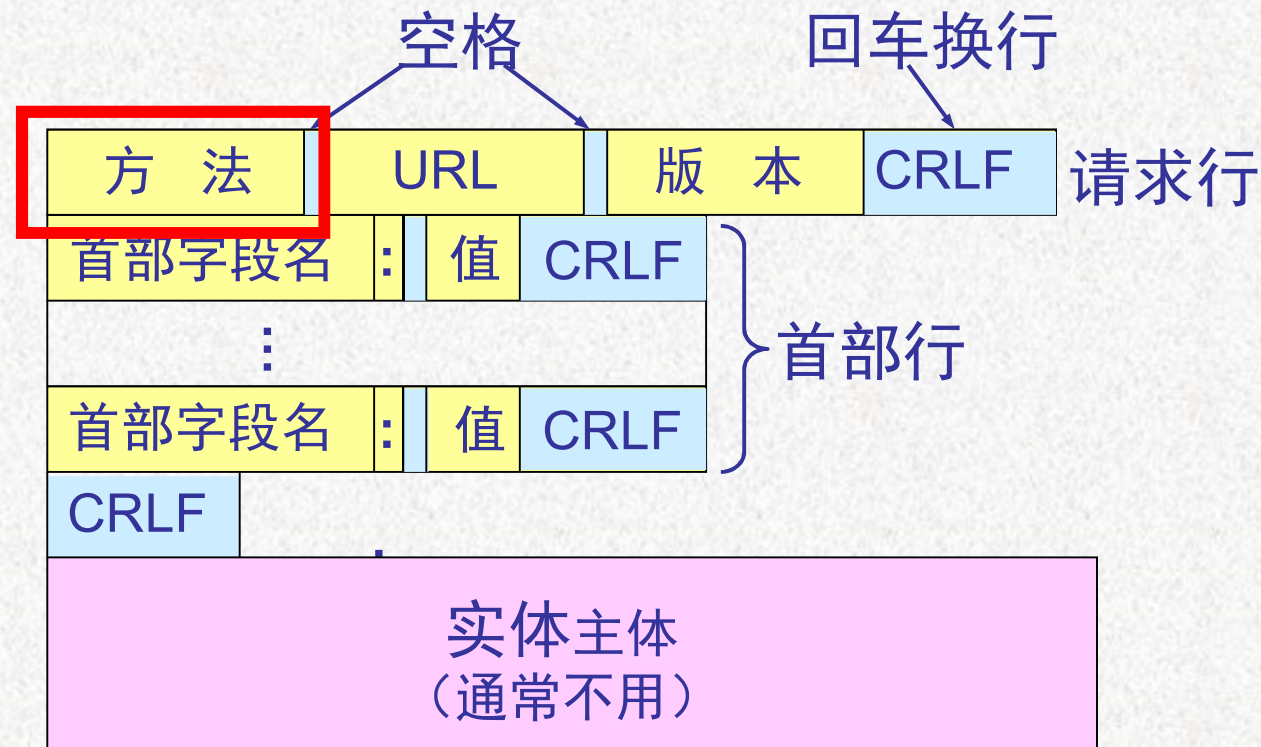 空格 回车换行
方 法 URL 版 本 CRLF 请求行
首部字段名 : 值 CRLF
⋮ 首部行
首部字段名 : 值 CRLF
CRLF
实体主体
（通常不用）